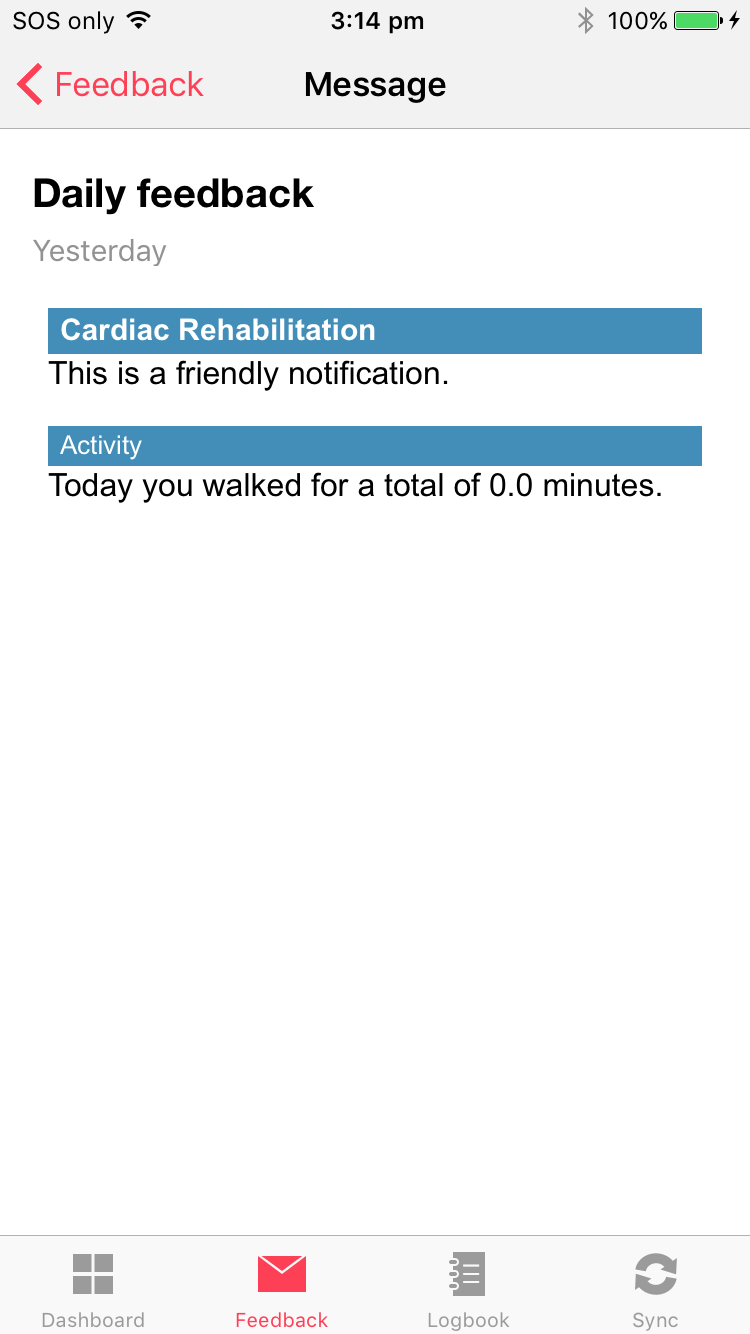 SOS only 3:14 pm 100%
Feedback Message
Daily feedback
Yesterday
Cardiac Rehabilitation
This is a friendly notification.
Activity
Today you walked for a total of 0.0 minutes.
Dashboard Feedback Logbook Sync